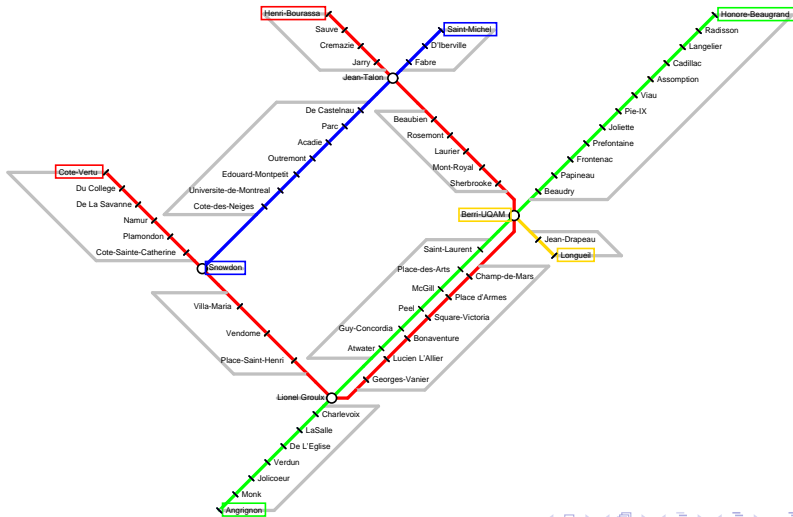 Henri-Bourassa
Sauve
Cremazie
Jarry
Jean-Talon
Saint-Michel
D'Iberville
Fabre
Honore-Beaugrand
Radisson
Langelier
Cadillac
Assomption
Viau
Pie-IX
Joliette
Prefontaine
Frontenac
Papineau
Beaudry
De Castelnau
Parc
Acadie
Outremont
Edouard-Montpetit
Universite-de-Montreal
Cote-des-Neiges
Beaubien
Rosemont
Laurier
Mont-Royal
Sherbrooke
Cote-Vertu
Du College
De La Savanne
Namur
Plamondon
Cote-Sainte-Catherine
Snowdon
Berri-UQAM
Jean-Drapeau
Longueil
Saint-Laurent
Place-des-Arts
McGill
Peel
Guy-Concordia
Atwater
Champ-de-Mars
Place d'Armes
Square-Victoria
Bonaventure
Lucien L'Allier
Georges-Vanier
Villa-Maria
Vendome
Place-Saint-Henri
Lionel Groulx
Charlevoix
LaSalle
De L'Eglise
Verdun
Jolicoeur
Monk
Angrignon